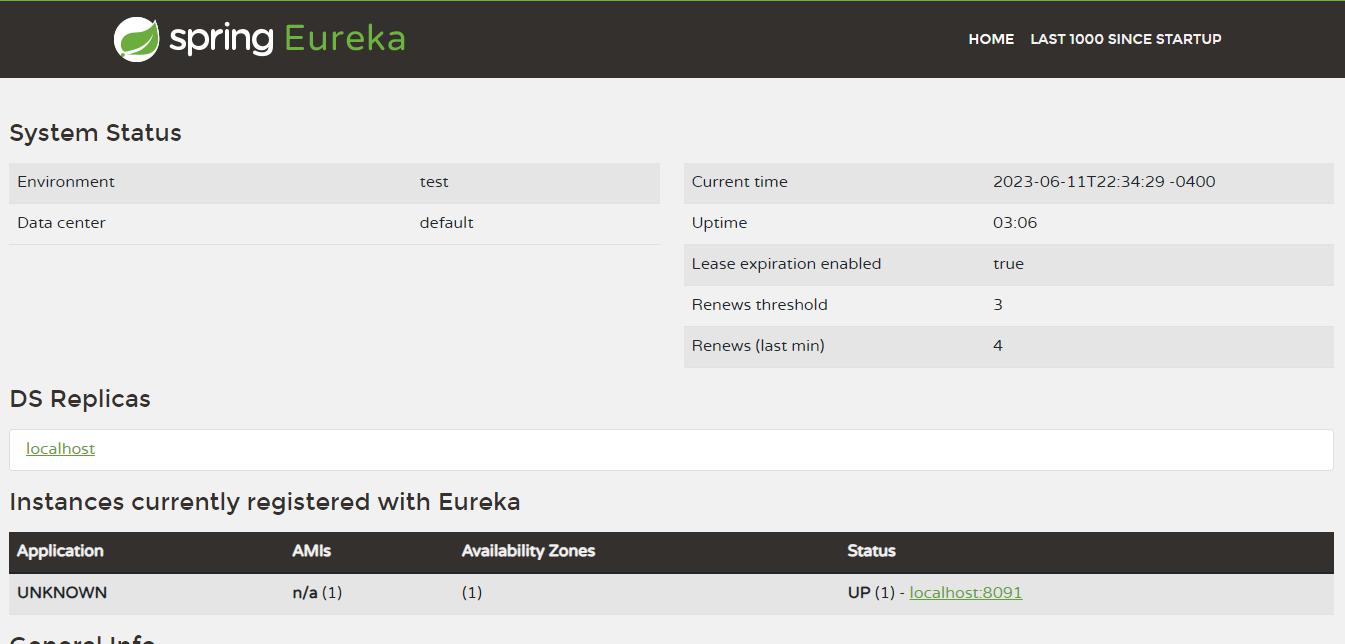 spring Eureka
HOME LAST 1000 SINCE STARTUP
System Status
Environment test
Data center default
Current time 2023-06-11T22:34:29 -0400
Uptime 03:06
Lease expiration enabled true
Renews threshold 3
Renews (last min) 4
DS Replicas
localhost
Instances currently registered with Eureka
Application AMIs Availability Zones Status
UNKNOWN n/a (1) (1) UP (1) - localhost:8091
General Info